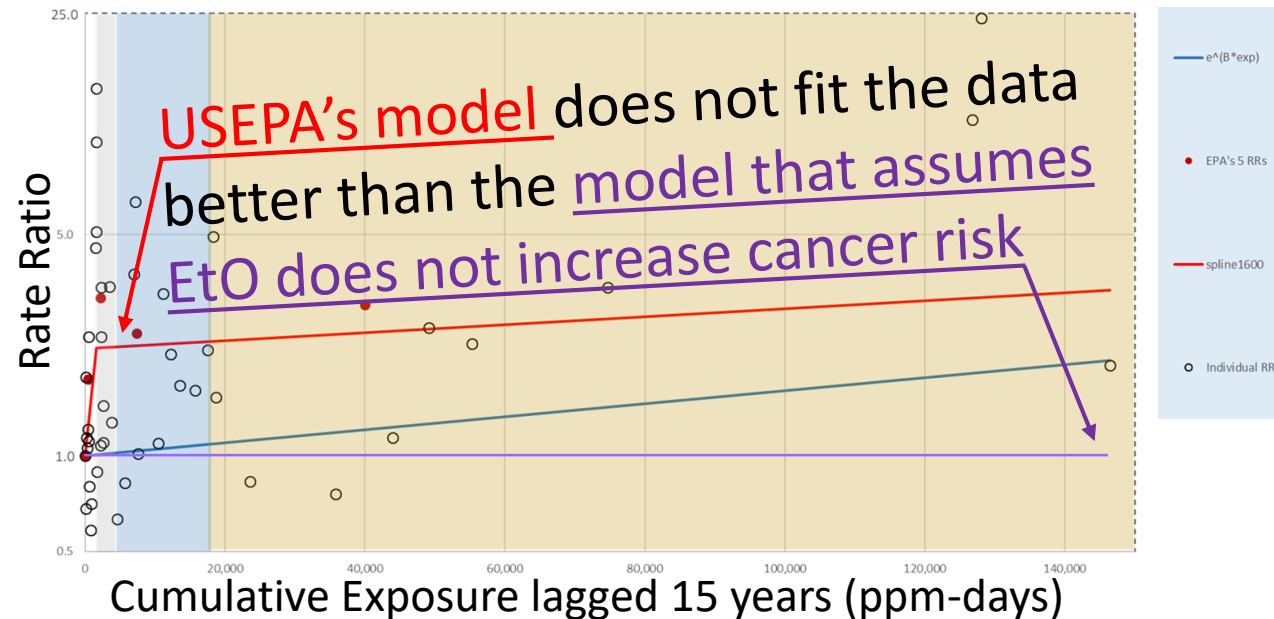 25.0
USEPA's model does not fit the data
better than the model that assumes
EtO does not increase cancer risk
5.0
1.0
0.5
Rate Ratio
0
20,000
40,000
60,000
80,000
100,000
120,000
140,000
Cumulative Exposure lagged 15 years (ppm-days)
e^(B*exp)
EPA's 5 RRs
spline1600
Individual RR